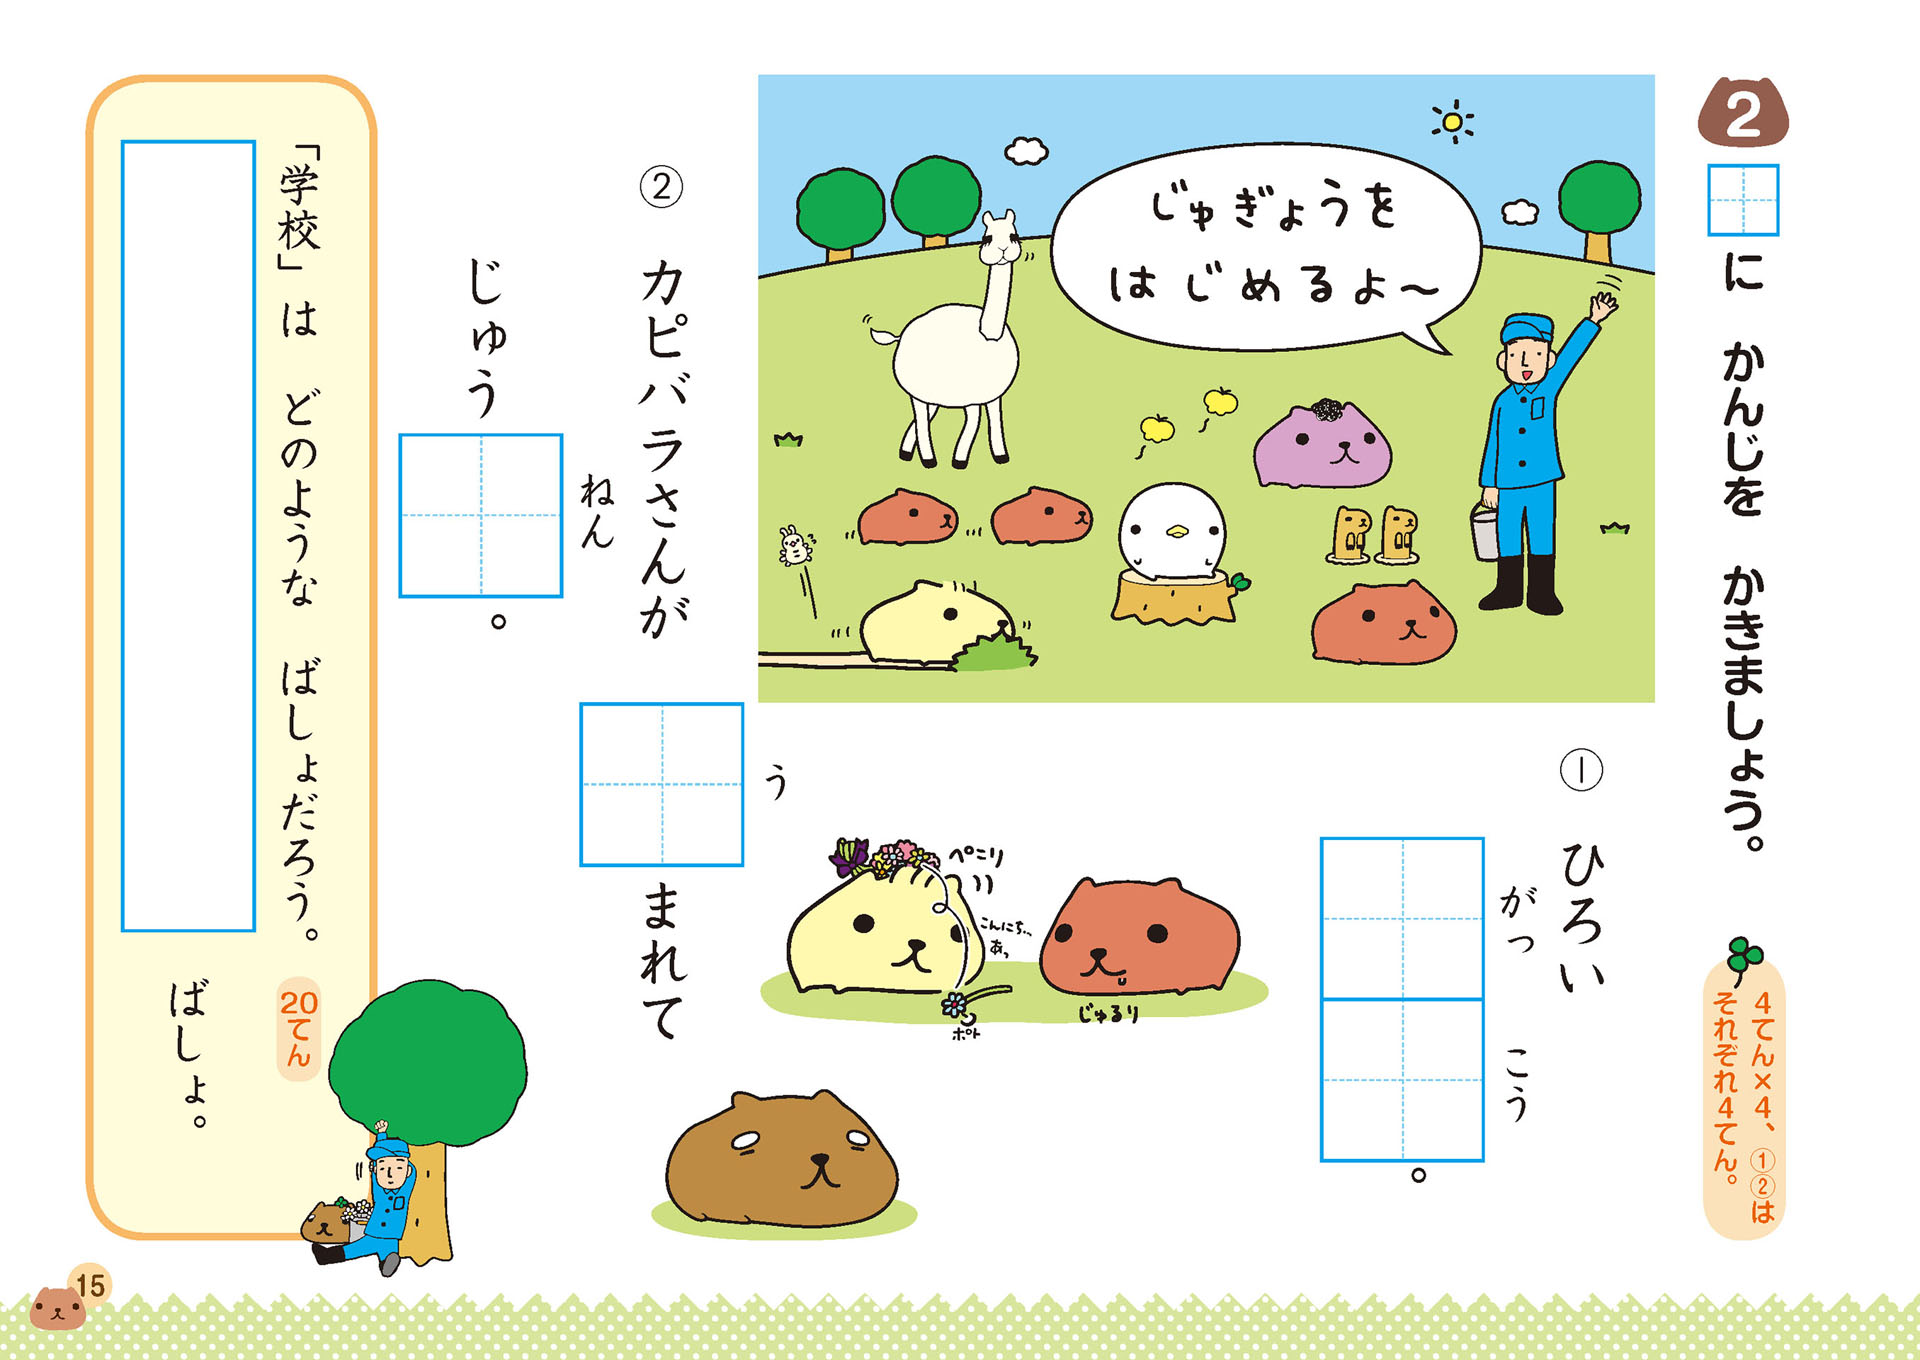 2
に かんじを かきましょう。
4てん×4、①②は
それぞれ4てん。
じゅぎょうを
はじめるよ〜
①
ひろい
がっ
こう
。
ぺこり
こんにち…
あっ
ポト
じゅるり
②
カピバラさんが
う
まれて
じゅう
ねん
。
「学校」は どのような ばしょだろう。
20てん
ばしょ。
15